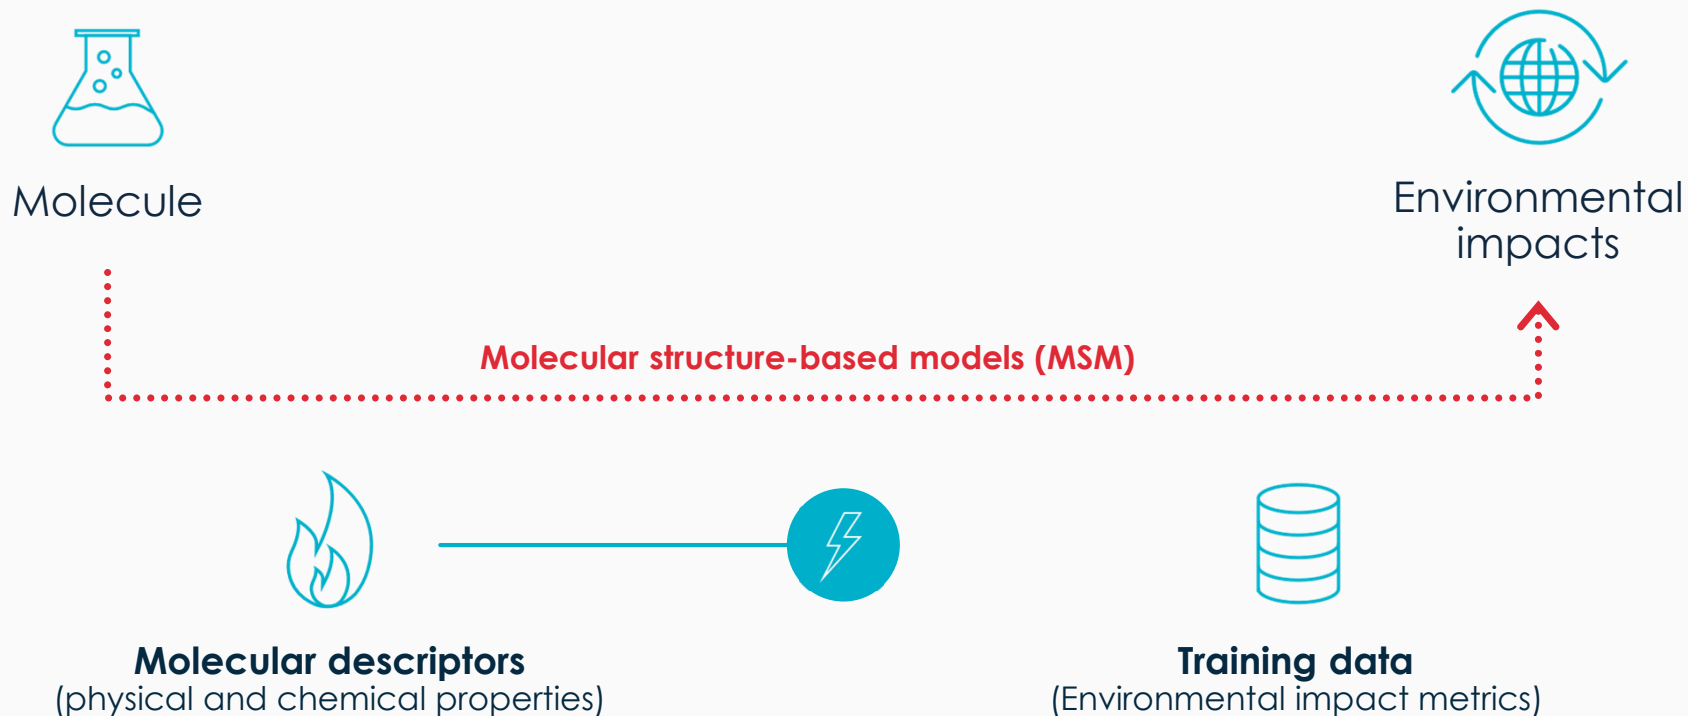 Molecule
Environmental
impacts
Molecular structure-based models (MSM)
Molecular descriptors
(physical and chemical properties)
Training data
(Environmental impact metrics)